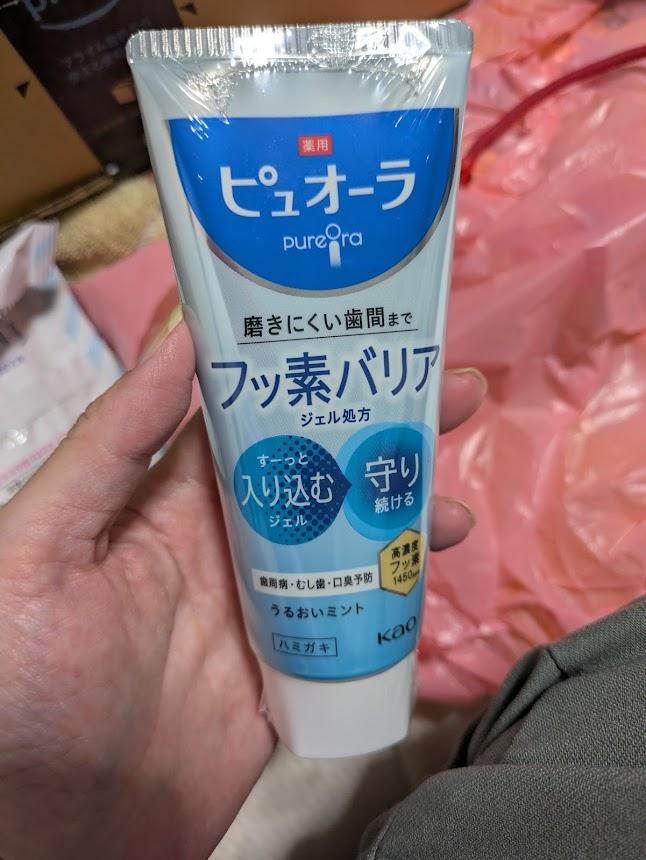 薬用
ピュオーラ
pureora
磨きにくい歯間まで
フッ素バリア
ジェル処方
すーっと
入り込む
ジェル
守り
続ける
高濃度
フッ素
1450ppm
歯周病・むし歯・口臭予防
うるおいミント
ハミガキ
Kao